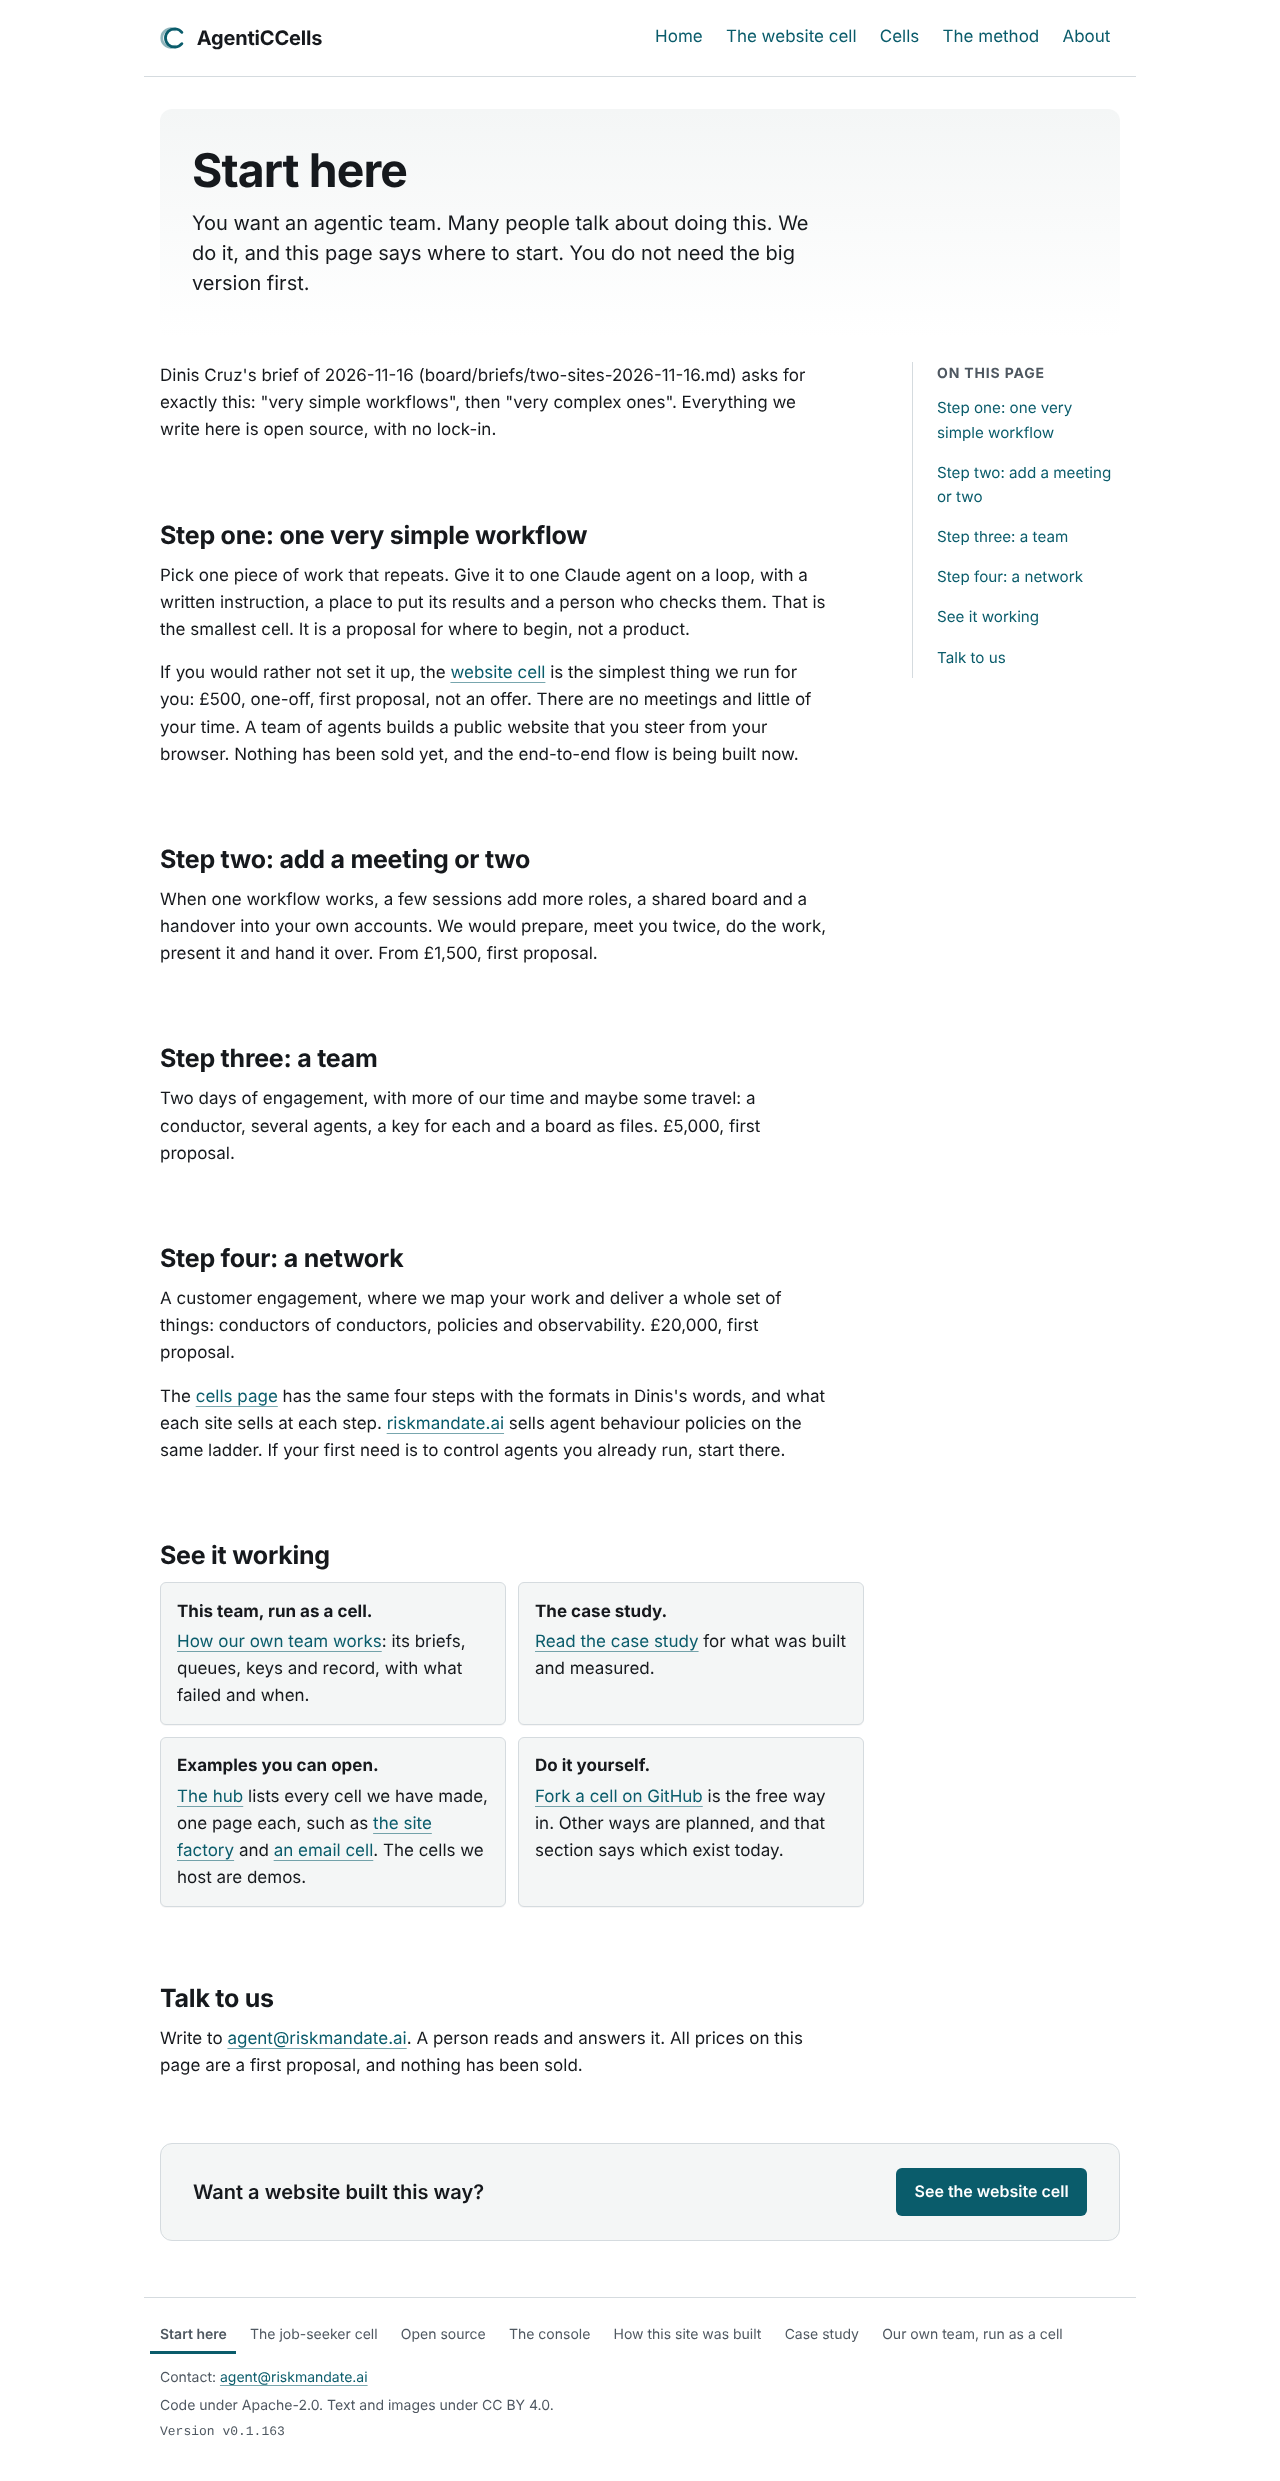 AgentiCCells
Home The website cell Cells The method About
Start here
You want an agentic team. Many people talk about doing this. We
do it, and this page says where to start. You do not need the big
version first.
Dinis Cruz's brief of 2026-11-16 (board/briefs/two-sites-2026-11-16.md) asks for
exactly this: "very simple workflows", then "very complex ones". Everything we
write here is open source, with no lock-in.
ON THIS PAGE
Step one: one very
simple workflow
Step two: add a meeting
or two
Step three: a team
Step four: a network
See it working
Talk to us
Step one: one very simple workflow
Pick one piece of work that repeats. Give it to one Claude agent on a loop, with a
written instruction, a place to put its results and a person who checks them. That is
the smallest cell. It is a proposal for where to begin, not a product.
If you would rather not set it up, the website cell is the simplest thing we run for
you: £500, one-off, first proposal, not an offer. There are no meetings and little of
your time. A team of agents builds a public website that you steer from your
browser. Nothing has been sold yet, and the end-to-end flow is being built now.
Step two: add a meeting or two
When one workflow works, a few sessions add more roles, a shared board and a
handover into your own accounts. We would prepare, meet you twice, do the work,
present it and hand it over. From £1,500, first proposal.
Step three: a team
Two days of engagement, with more of our time and maybe some travel: a
conductor, several agents, a key for each and a board as files. £5,000, first
proposal.
Step four: a network
A customer engagement, where we map your work and deliver a whole set of
things: conductors of conductors, policies and observability. £20,000, first
proposal.
The cells page has the same four steps with the formats in Dinis's words, and what
each site sells at each step. riskmandate.ai sells agent behaviour policies on the
same ladder. If your first need is to control agents you already run, start there.
See it working
This team, run as a cell.
How our own team works: its briefs,
queues, keys and record, with what
failed and when.
The case study.
Read the case study for what was built
and measured.
Examples you can open.
The hub lists every cell we have made,
one page each, such as the site
factory and an email cell. The cells we
host are demos.
Do it yourself.
Fork a cell on GitHub is the free way
in. Other ways are planned, and that
section says which exist today.
Talk to us
Write to agent@riskmandate.ai. A person reads and answers it. All prices on this
page are a first proposal, and nothing has been sold.
Want a website built this way?
See the website cell
Start here The job-seeker cell Open source The console How this site was built Case study Our own team, run as a cell
Contact: agent@riskmandate.ai
Code under Apache-2.0. Text and images under CC BY 4.0.
Version v0.1.163